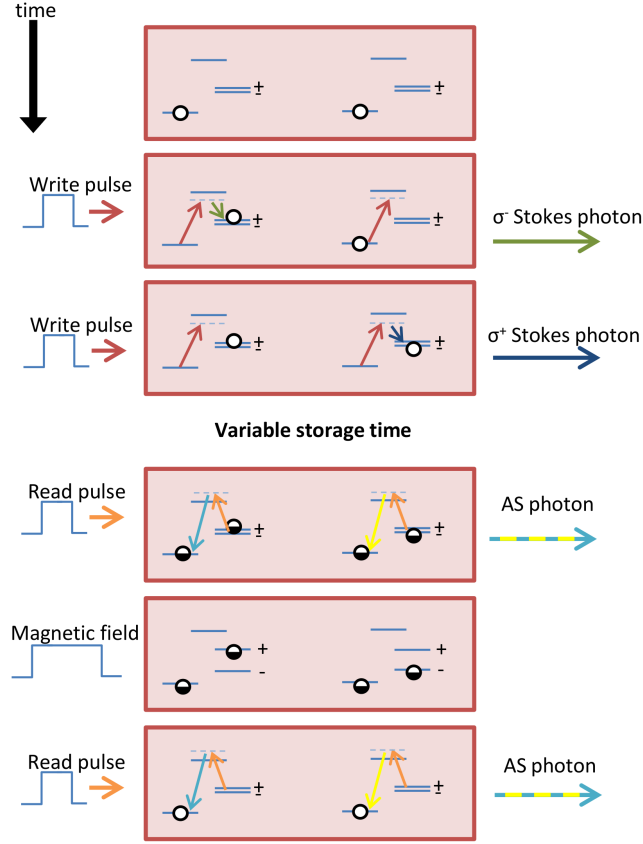 time
+
-
+
-
Write pulse
+
-
+
-
σ- Stokes photon
Write pulse
+
-
+
-
σ+ Stokes photon
Variable storage time
Read pulse
+
-
+
-
AS photon
Magnetic field
+
-
+
-
Read pulse
+
-
+
-
AS photon